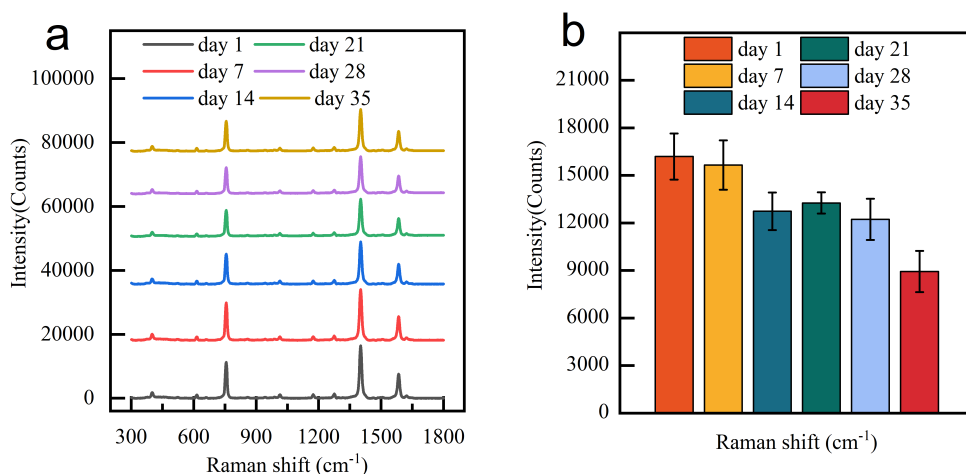 a
day 1 day 21
day 7 day 28
day 14 day 35
100000
80000
60000
40000
20000
0
Intensity(Counts)
300 600 900 1200 1500 1800
Raman shift (cm-1)
b
day 1 day 21
day 7 day 28
day 14 day 35
21000
18000
15000
12000
9000
6000
3000
0
Intensity(Counts)
Raman shift (cm-1)